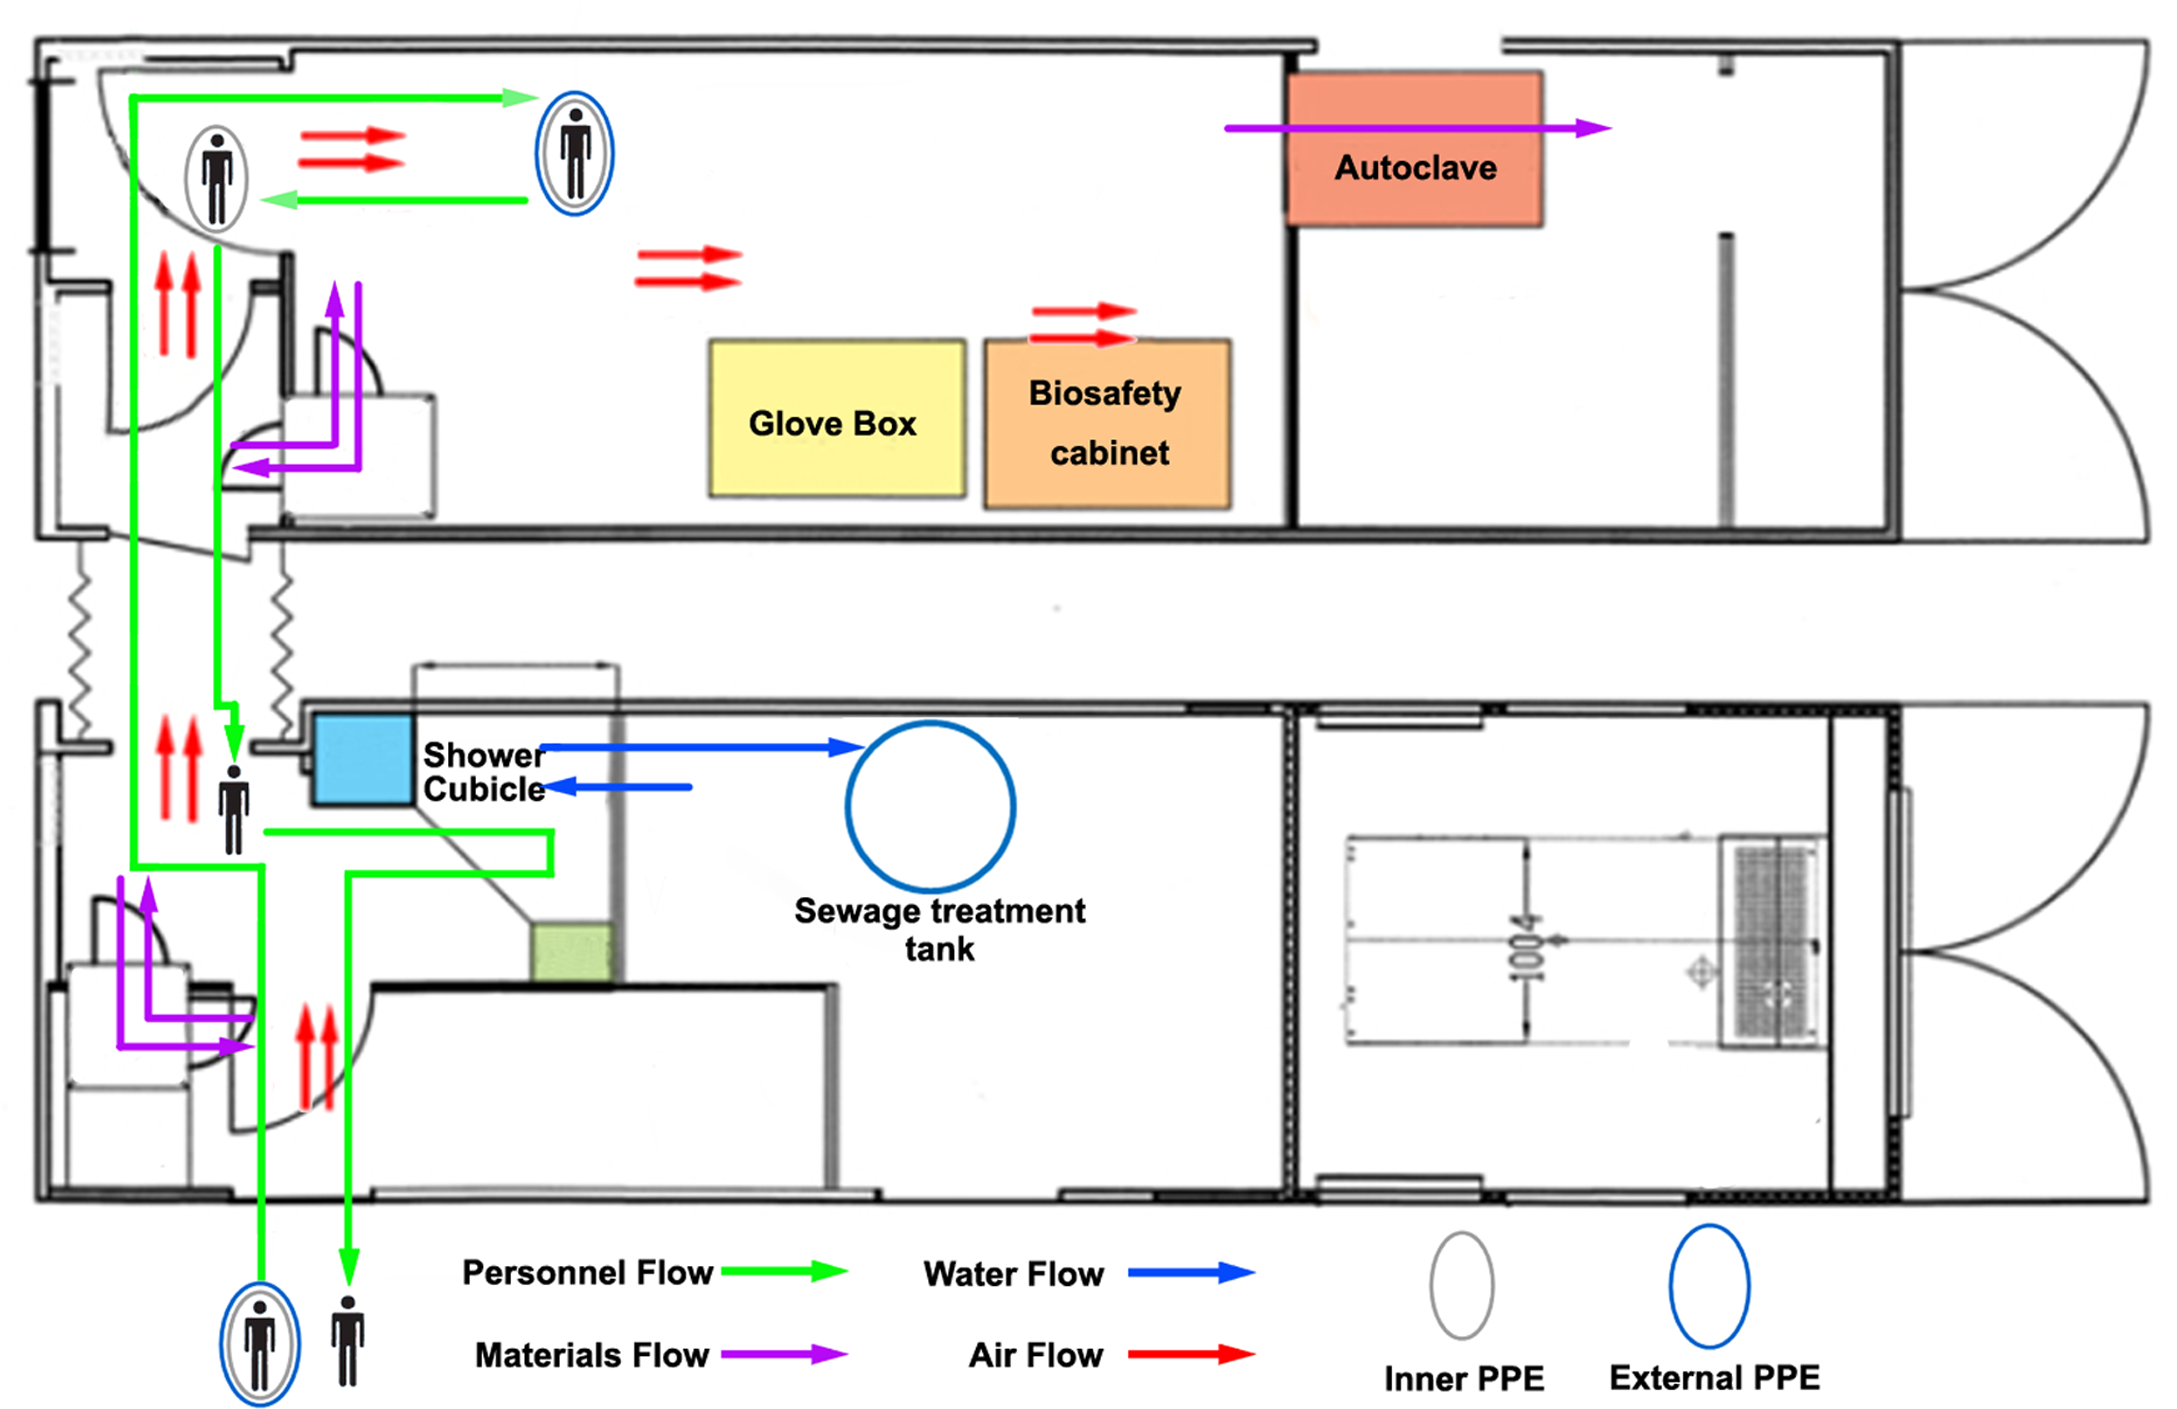 Autoclave
Glove Box
Biosafety
cabinet
Shower
Cubicle
Sewage treatment
tank
1004
Personnel Flow
Water Flow
Materials Flow
Air Flow
Inner PPE
External PPE